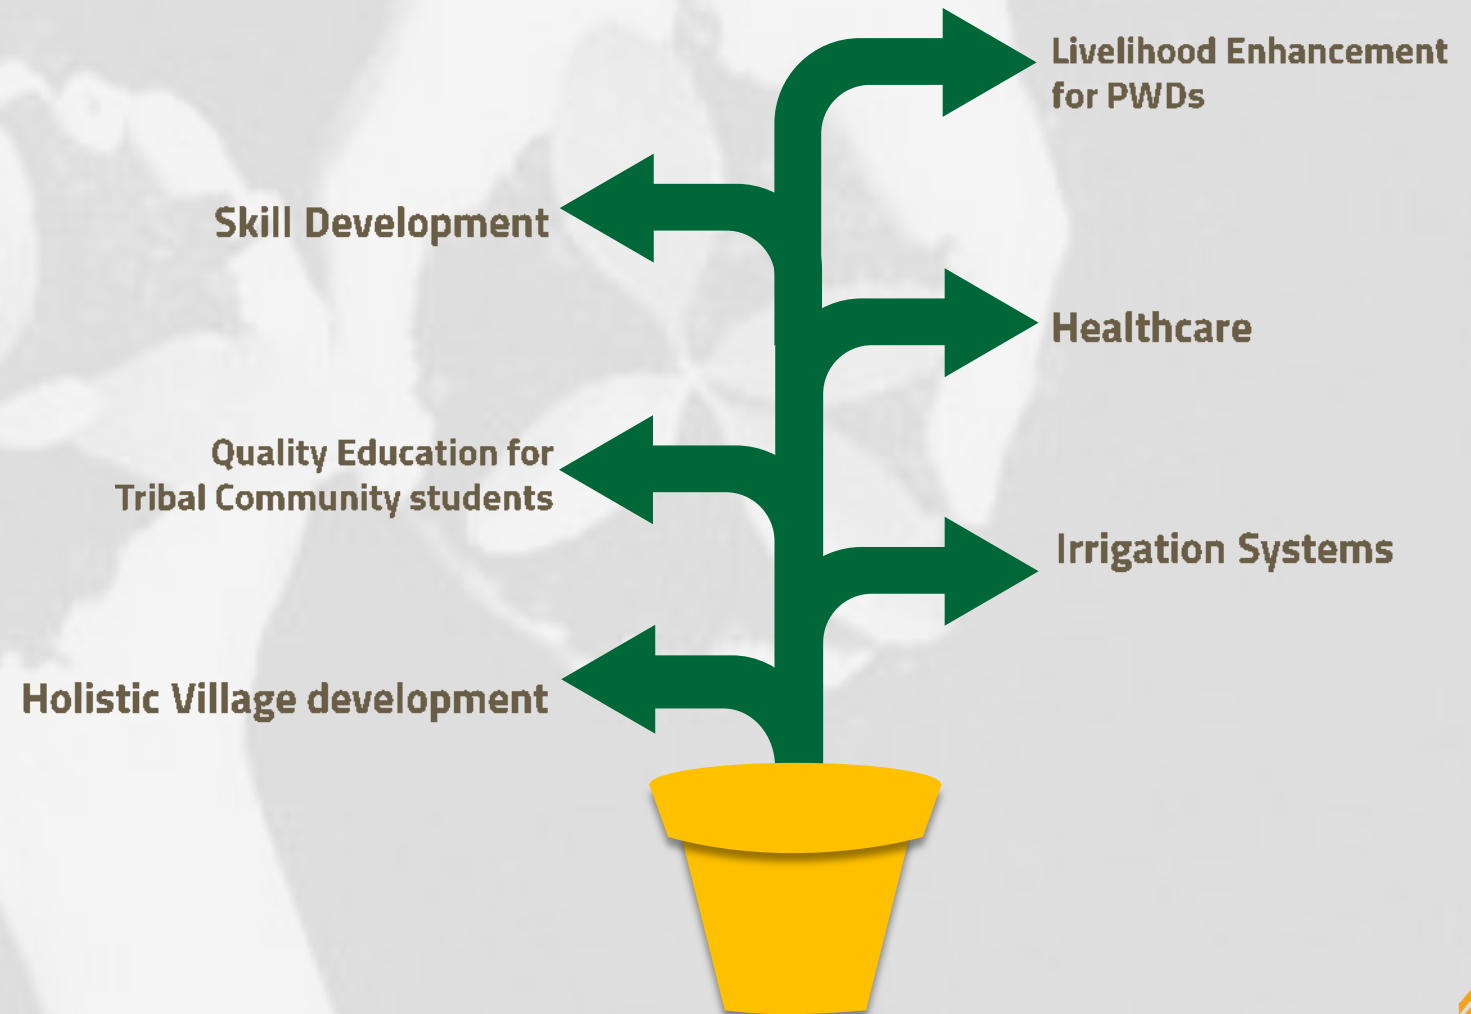 Livelihood Enhancement
for PWDs
Skill Development
Healthcare
Quality Education for
Tribal Community students
Irrigation Systems
Holistic Village development